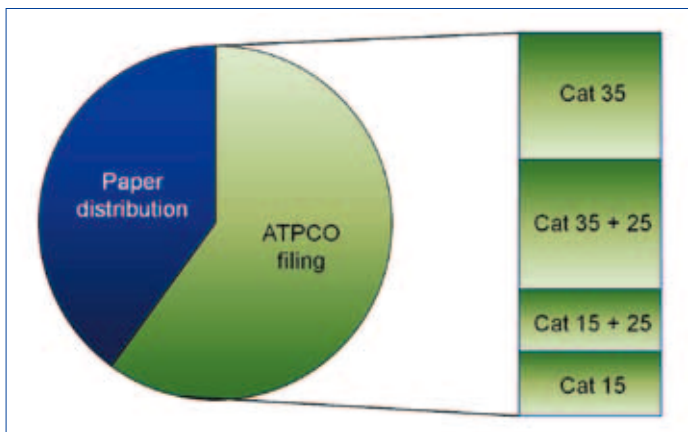 Paper
distribution
ATPCO
filing
Cat 35
Cat 35 + 25
Cat 15 + 25
Cat 15